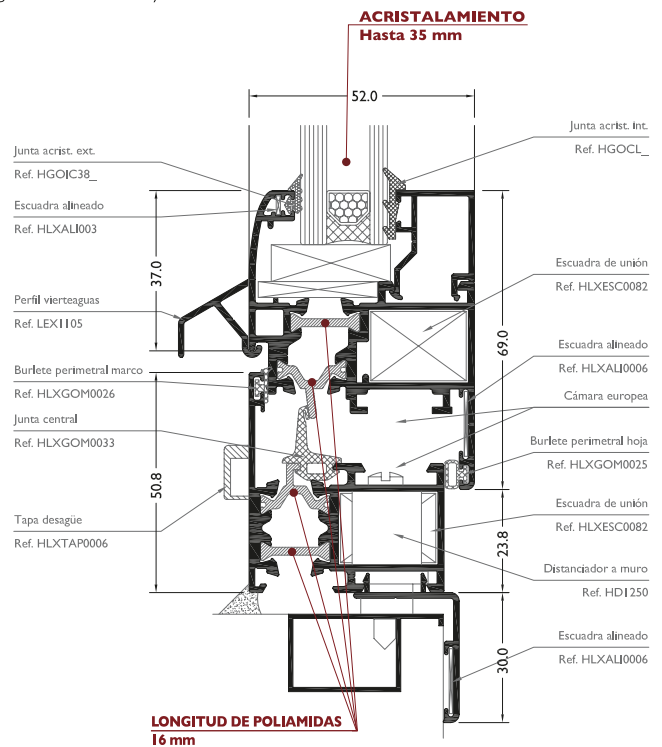 ACRISTALAMIENTO
Hasta 35 mm
52.0
Junta acrist. ext.
Ref. HGOIC38_
Escuadra alineado
Ref. HLXALI003
37.0
Perfil vierteaguas
Ref. LEX1105
Burlete perimetral marco
Ref. HLXGOM0026
Junta central
Ref. HLXGOM0033
50.8
Tapa desagüe
Ref. HLXTAP0006
Junta acrist. int.
Ref. HGOCL_
Escuadra de unión
Ref. HLXESC0082
69.0
Escuadra alineado
Ref. HLXALI0006
Cámara europea
Burlete perimetral hoja
Ref. HLXGOM0025
Escuadra de unión
Ref. HLXESC0082
23.8
Distanciador a muro
Ref. HD1250
30.0
Escuadra alineado
Ref. HLXALI0006
LONGITUD DE POLIAMIDAS
16 mm